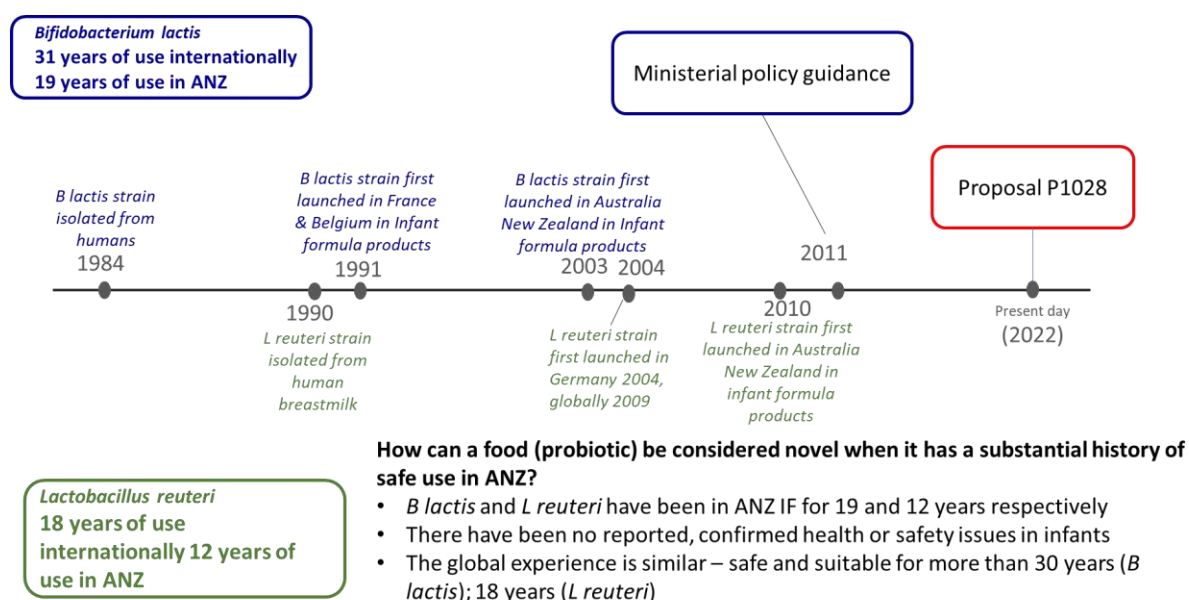 Bifidobacterium lactis
31 years of use internationally
19 years of use in ANZ
Ministerial policy guidance
Proposal P1028
B lactis strain
isolated from
humans
1984
B lactis strain first
launched in France
& Belgium in Infant
formula products
1991
B lactis strain first
launched in Australia
New Zealand in Infant
formula products
2003
2004
2011
1990
L reuteri strain
isolated from
human
breastmilk
L reuteri strain
first launched in
Germany 2004,
globally 2009
2010
L reuteri strain first
launched in Australia
New Zealand in
infant formula
products
Present day
(2022)
Lactobacillus reuteri
18 years of use
internationally 12 years of
use in ANZ
How can a food (probiotic) be considered novel when it has a substantial history of
safe use in ANZ?
• B lactis and L reuteri have been in ANZ IF for 19 and 12 years respectively
• There have been no reported, confirmed health or safety issues in infants
• The global experience is similar – safe and suitable for more than 30 years (B
lactis); 18 years (L reuteri)